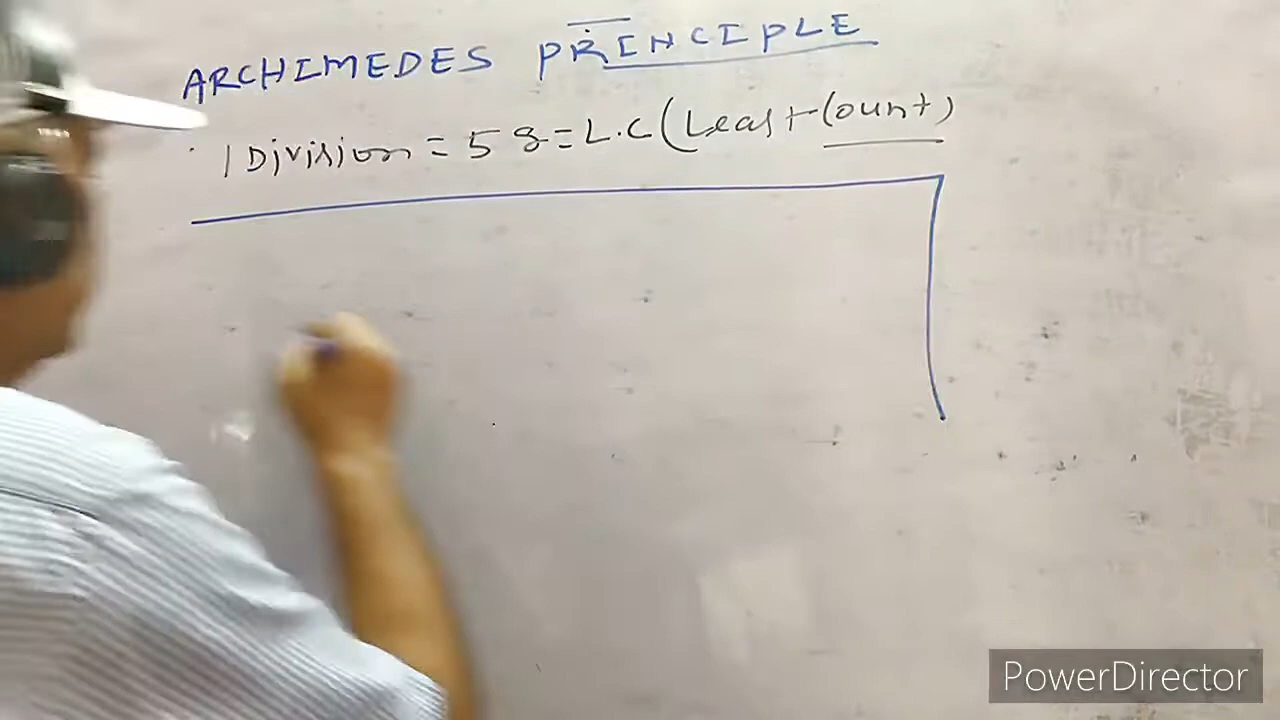 ARCHIMEDES PRINCIPLE
1 Division = 5 g = L.C (Least Count)
PowerDirector